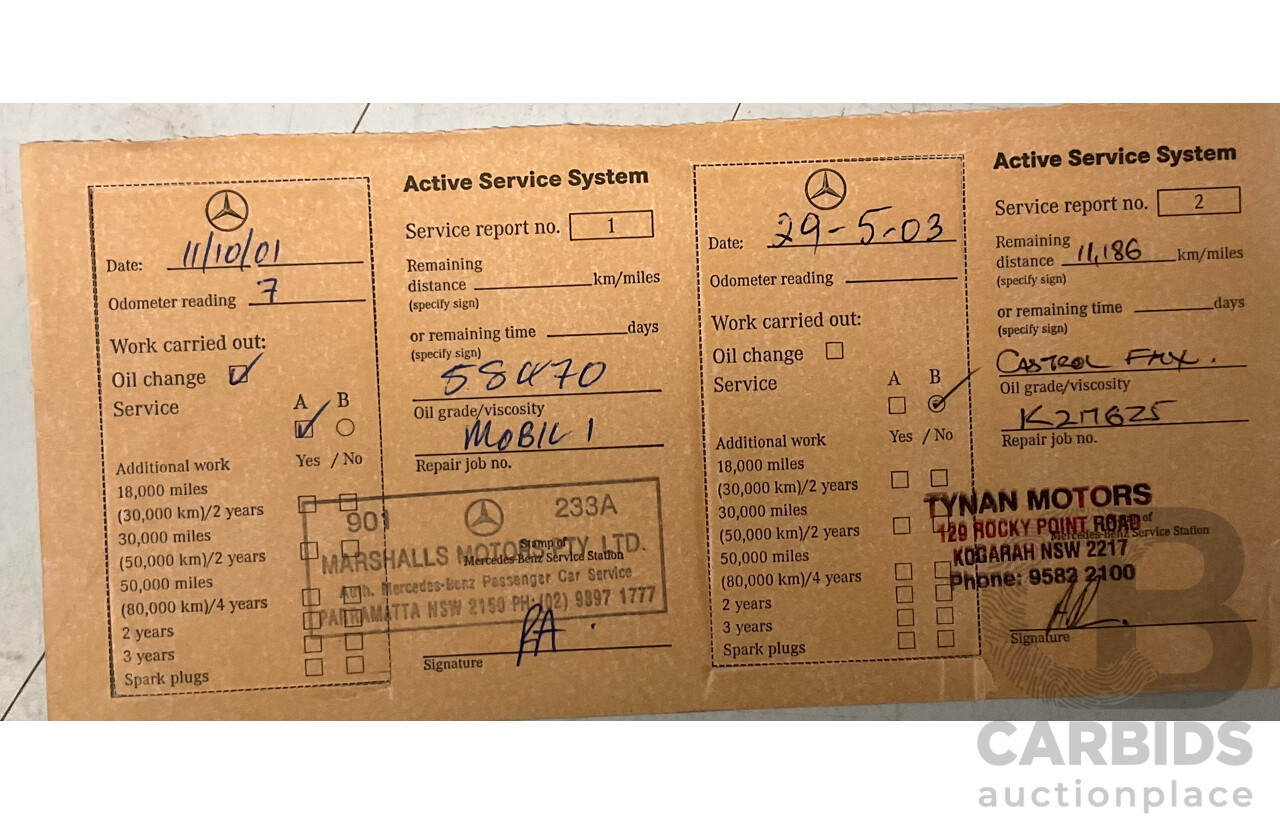 Active Service System
Service report no. 1
Date: 11/10/01
Odometer reading 7
Work carried out:
Oil change
Service A B
Additional work Yes / No
18,000 miles
(30,000 km)/2 years
30,000 miles
(50,000 km)/2 years
50,000 miles
(80,000 km)/4 years
2 years
3 years
Spark plugs
Remaining
distance km/miles
(specify sign)
or remaining time days
(specify sign)
Oil grade/viscosity
MOBIL 1
Repair job no.
901 233A
Stamp of
Mercedes-Benz Service Station
MARSHALLS MOTORS PTY. LTD.
Auth. Mercedes-Benz Passenger Car Service
PARRAMATTA NSW 2150 PH: (02) 9897 1777
Signature
Active Service System
Service report no. 2
Date: 29-5-03
Odometer reading
Work carried out:
Oil change
Service A B
Additional work Yes / No
18,000 miles
(30,000 km)/2 years
30,000 miles
(50,000 km)/2 years
50,000 miles
(80,000 km)/4 years
2 years
3 years
Spark plugs
Remaining
distance 11,186 km/miles
(specify sign)
or remaining time days
(specify sign)
CASTROL
Oil grade/viscosity
Repair job no.
TYNAN MOTORS
129 ROCKY POINT ROAD
KOGARAH NSW 2217
Phone: 9582 2100
Mercedes-Benz Service Station
Signature
CARBIDS
auctionplace